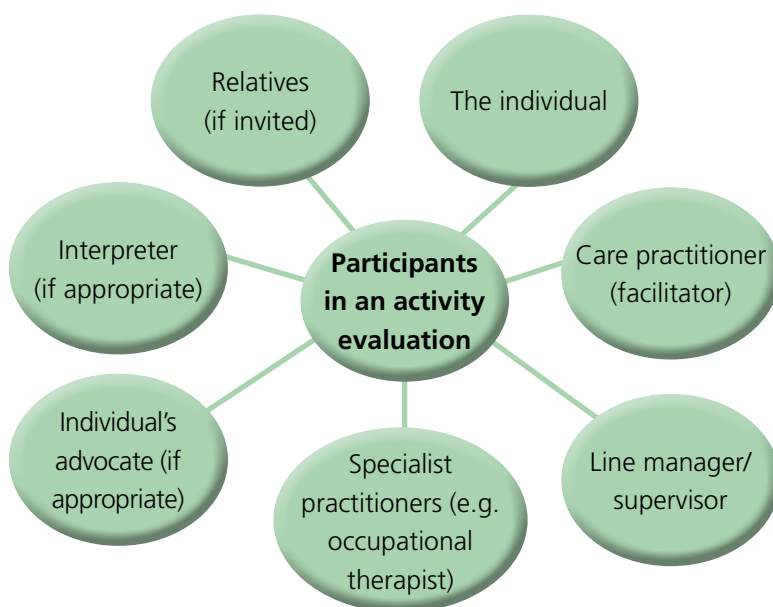 Relatives
(if invited)
The individual
Interpreter
(if appropriate)
Participants
in an activity
evaluation
Care practitioner
(facilitator)
Individual's
advocate (if
appropriate)
Specialist
practitioners (e.g.
occupational
therapist)
Line manager/
supervisor